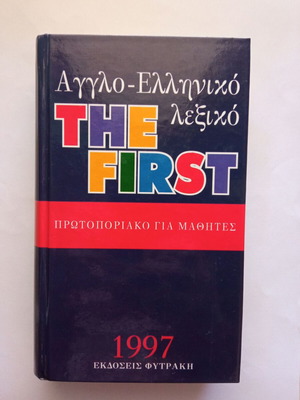 Αγγλο-Ελληνικό
THE λεξικό
FIRST
ΠΡΩΤΟΠΟΡΙΑΚΟ ΓΙΑ ΜΑΘΗΤΕΣ
1997
ΕΚΔΟΣΕΙΣ ΦΥΤΡΑΚΗ